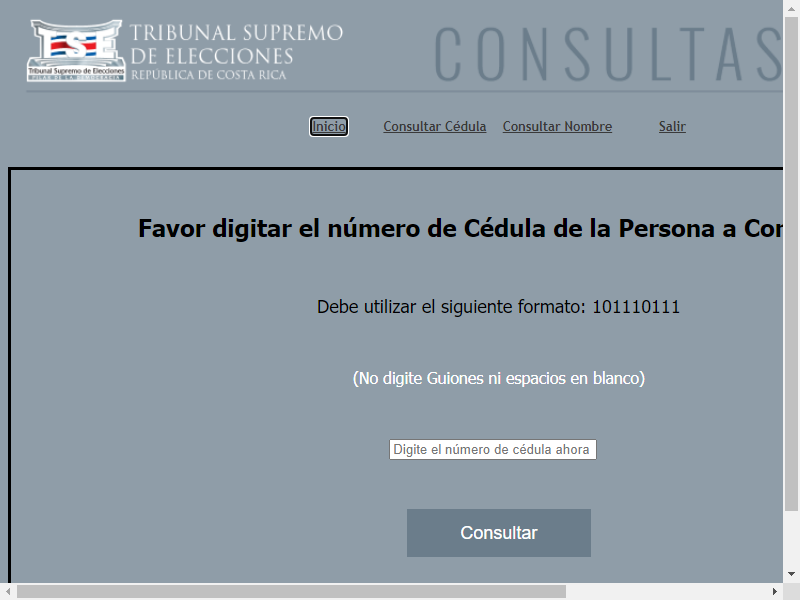 TSE
Tribunal Supremo de Elecciones
PILAR DE LA DEMOCRACIA
TRIBUNAL SUPREMO
DE ELECCIONES
REPÚBLICA DE COSTA RICA
CONSULTAS
Inicio Consultar Cédula Consultar Nombre Salir
Favor digitar el número de Cédula de la Persona a Con
Debe utilizar el siguiente formato: 101110111
(No digite Guiones ni espacios en blanco)
Digite el número de cédula ahora
Consultar